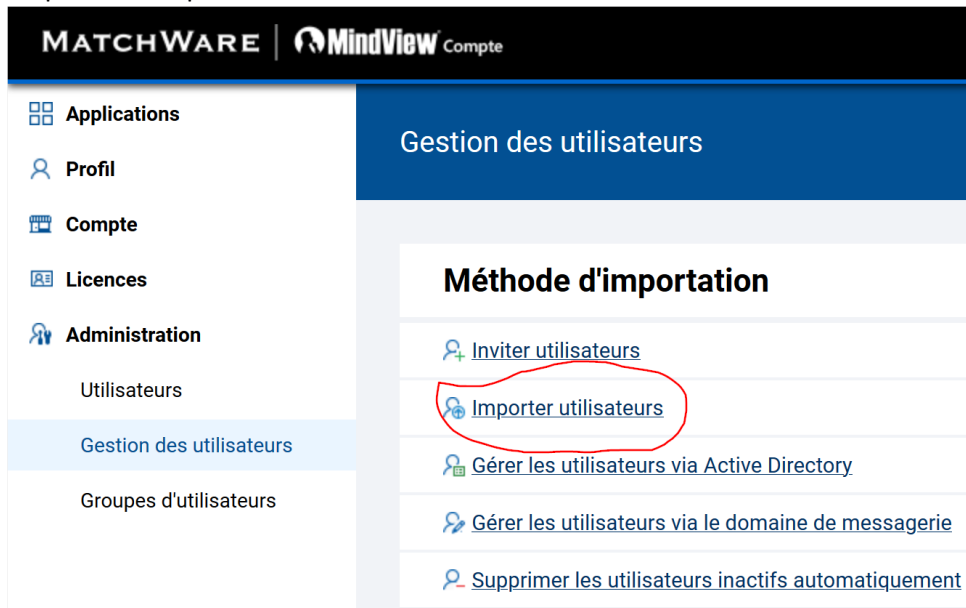 MATCHWARE | MindView Compte
Applications
Profil
Compte
Licences
Administration
Utilisateurs
Gestion des utilisateurs
Groupes d'utilisateurs
Gestion des utilisateurs
Méthode d'importation
Inviter utilisateurs
Importer utilisateurs
Gérer les utilisateurs via Active Directory
Gérer les utilisateurs via le domaine de messagerie
Supprimer les utilisateurs inactifs automatiquement